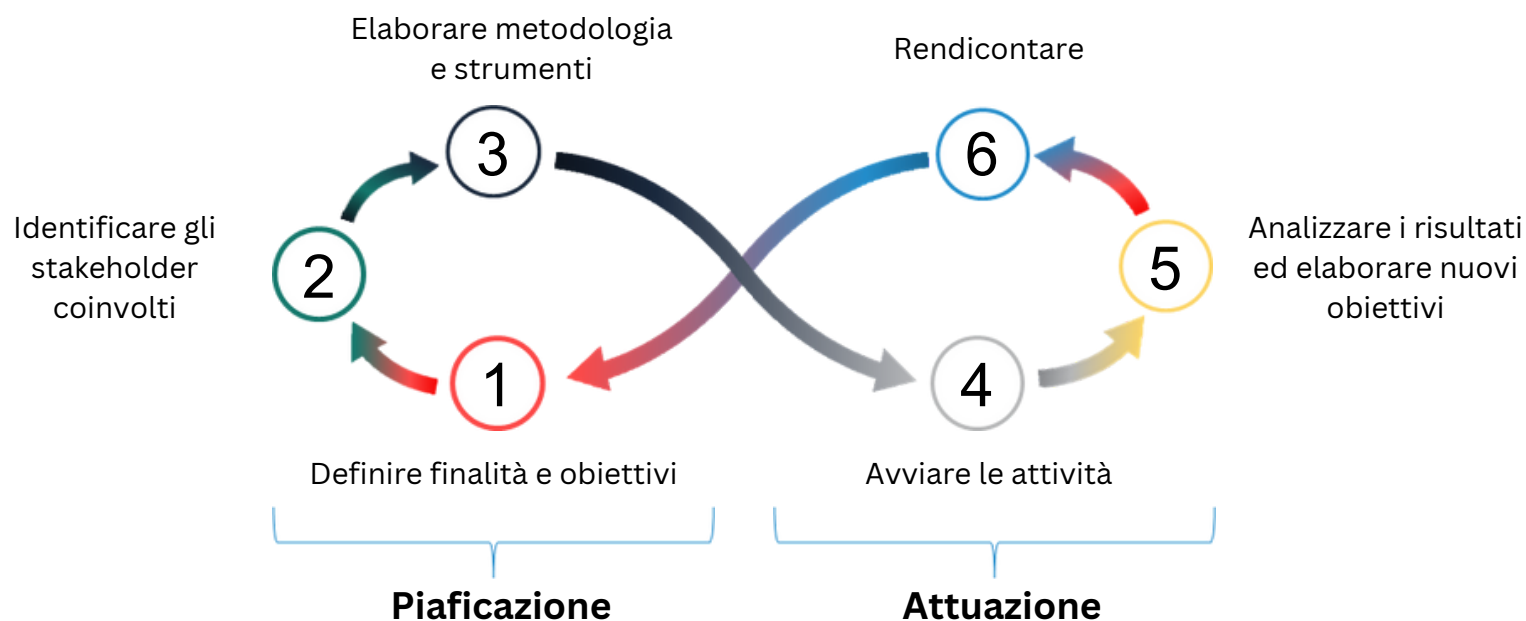 Elaborare metodologia
e strumenti
Rendicontare
3
6
Identificare gli
stakeholder
coinvolti
2
5
Analizzare i risultati
ed elaborare nuovi
obiettivi
1
4
Definire finalità e obiettivi
Avviare le attività
Piaficazione
Attuazione